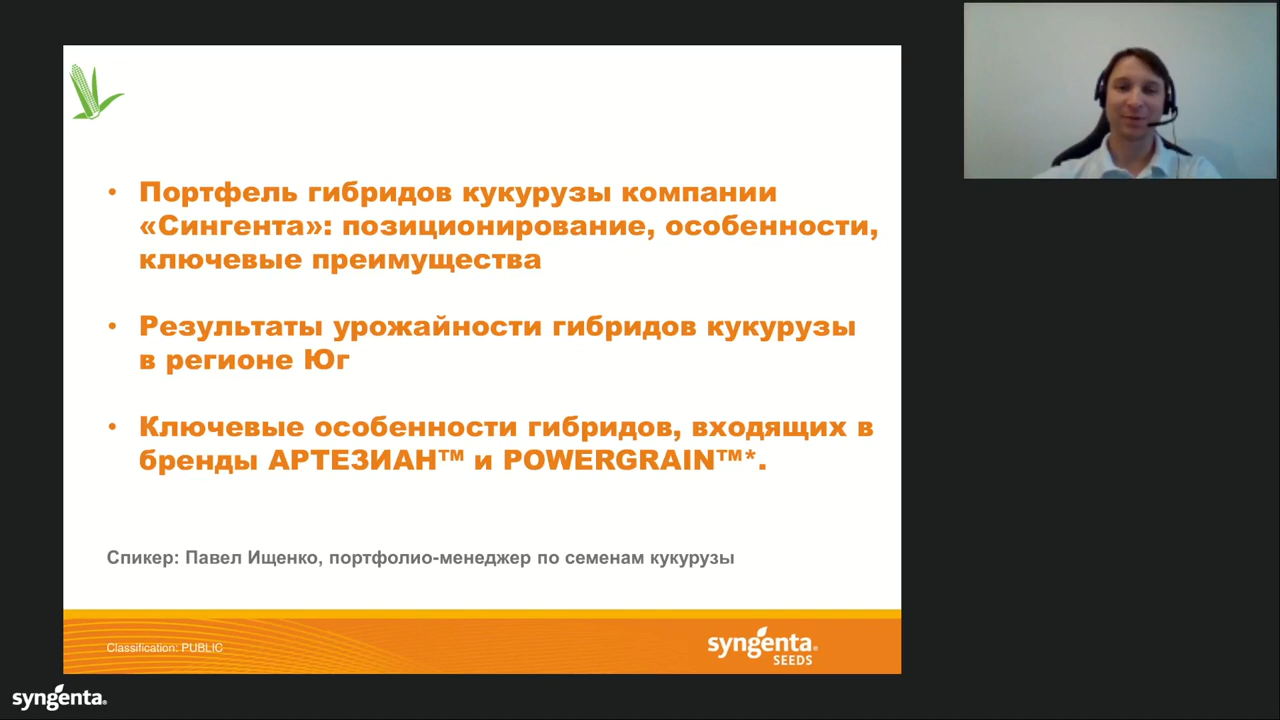 • Портфель гибридов кукурузы компании
«Сингента»: позиционирование, особенности,
ключевые преимущества
• Результаты урожайности гибридов кукурузы
в регионе Юг
• Ключевые особенности гибридов, входящих в
бренды АРТЕЗИАН™ и POWERGRAIN™*.
Спикер: Павел Ищенко, портфолио-менеджер по семенам кукурузы
Classification: PUBLIC
syngenta®
SEEDS
syngenta®